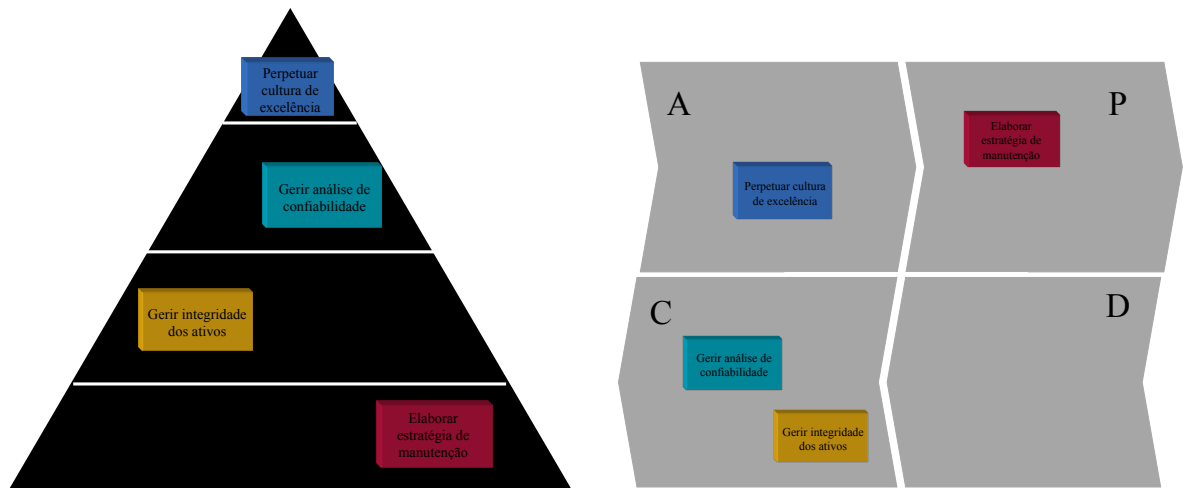 Perpetuar
cultura de
excelência
Gerir análise de
confiabilidade
Gerir integridade
dos ativos
Elaborar
estratégia de
manutenção
A
P
Elaborar
estratégia de
manutenção
Perpetuar cultura
de excelência
C
D
Gerir análise de
confiabilidade
Gerir integridade
dos ativos